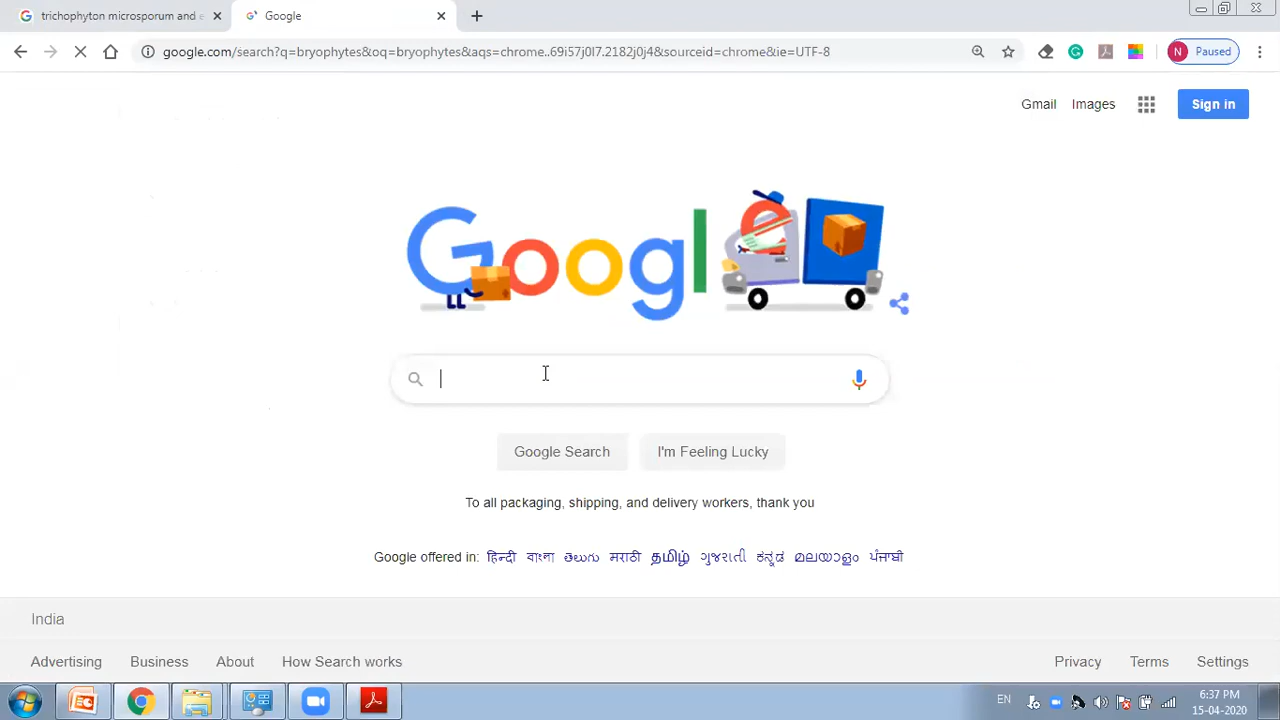 trichophyton microsporum and e
Google
google.com/search?q=bryophytes&oq=bryophytes&aqs=chrome..69i57j0l7.2182j0j4&sourceid=chrome&ie=UTF-8
N Paused
Gmail Images Sign in
Google
Google Search I'm Feeling Lucky
To all packaging, shipping, and delivery workers, thank you
Google offered in: हिन्दी বাংলা తెలుగు मराठी தமிழ் ગુજરાતી ಕನ್ನಡ മലയാളം ਪੰਜਾਬੀ
India
Advertising Business About How Search works Privacy Terms Settings
EN 6:37 PM
15-04-2020